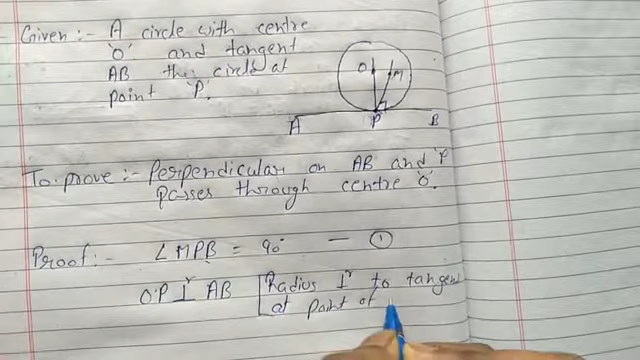 Given :- A circle with centre
'O' and tangent
AB the circle at
point 'P'.
O M
A P B
To prove :- Perpendicular on AB and P
passes through centre 'O'.
Proof :- ∠MPB = 90° — ①
OP ⊥r AB [Radius ⊥r to tangent
at point of